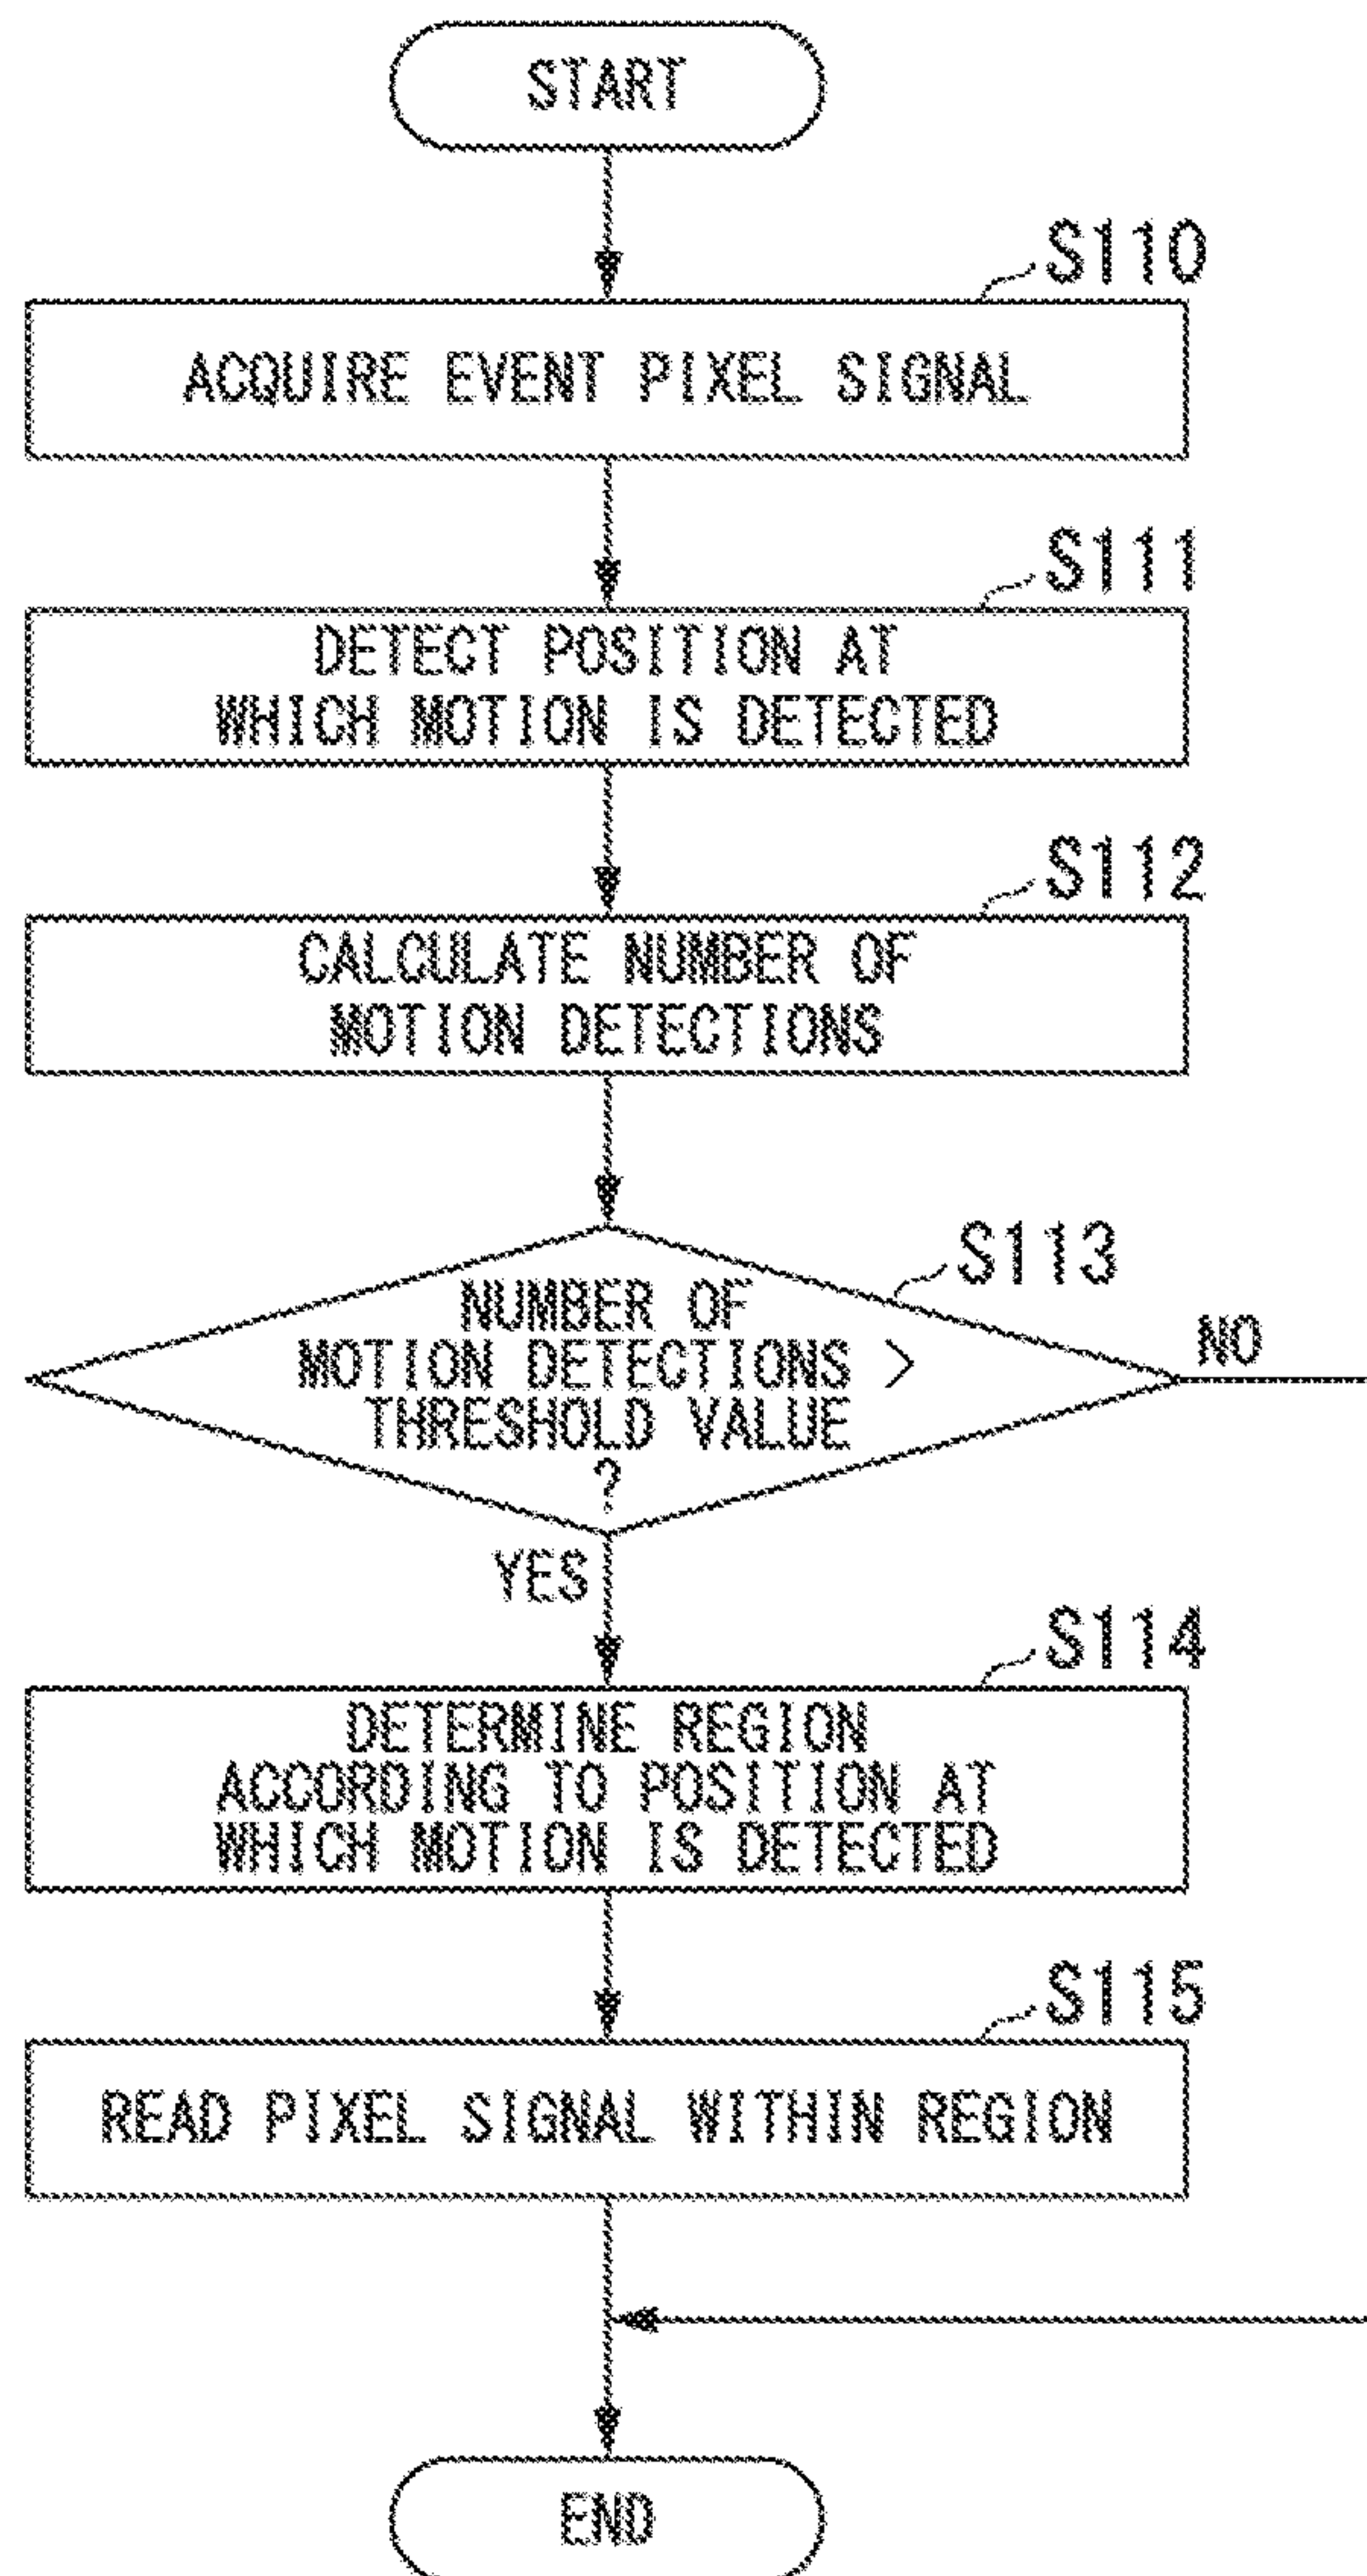 START
S110
ACQUIRE EVENT PIXEL SIGNAL
S111
DETECT POSITION AT
WHICH MOTION IS DETECTED
S112
CALCULATE NUMBER OF
MOTION DETECTIONS
S113
NUMBER OF
MOTION DETECTIONS >
THRESHOLD VALUE
?
NO
YES
S114
DETERMINE REGION
ACCORDING TO POSITION AT
WHICH MOTION IS DETECTED
S115
READ PIXEL SIGNAL WITHIN REGION
END